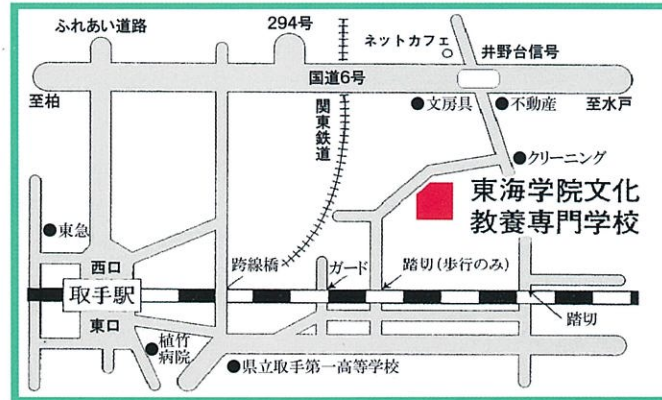 ふれあい道路
294号
ネットカフェ
井野台信号
国道6号
至柏
関東鉄道
文房具
不動産
至水戸
クリーニング
東海学院文化
教養専門学校
東急
西口
跨線橋
ガード
踏切(歩行のみ)
取手駅
踏切
東口
植竹
病院
県立取手第一高等学校